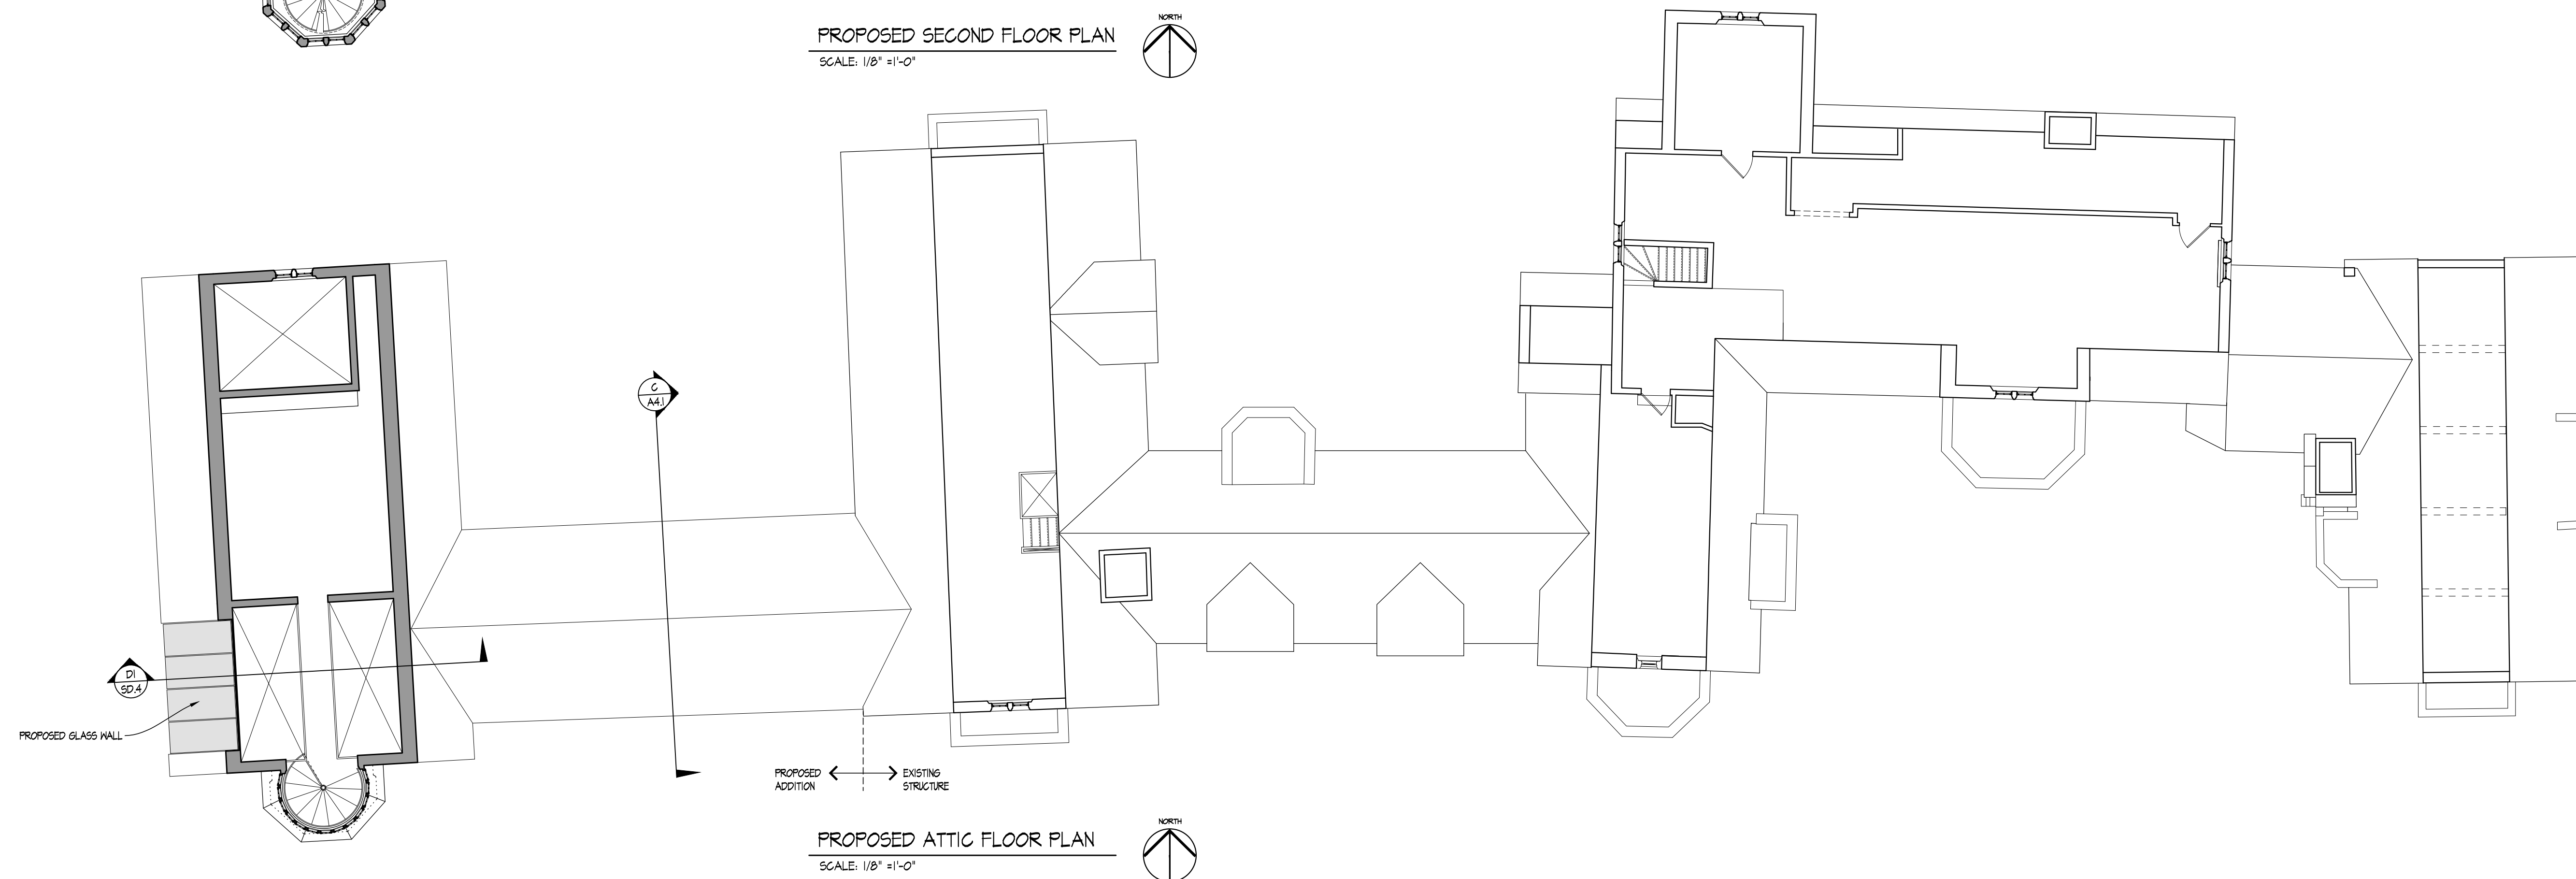 PROPOSED SECOND FLOOR PLAN
SCALE: 1/8" =1'-0"
NORTH
C
A4.1
D1
SD.4
PROPOSED GLASS WALL
PROPOSED
ADDITION
EXISTING
STRUCTURE
PROPOSED ATTIC FLOOR PLAN
SCALE: 1/8" =1'-0"
NORTH